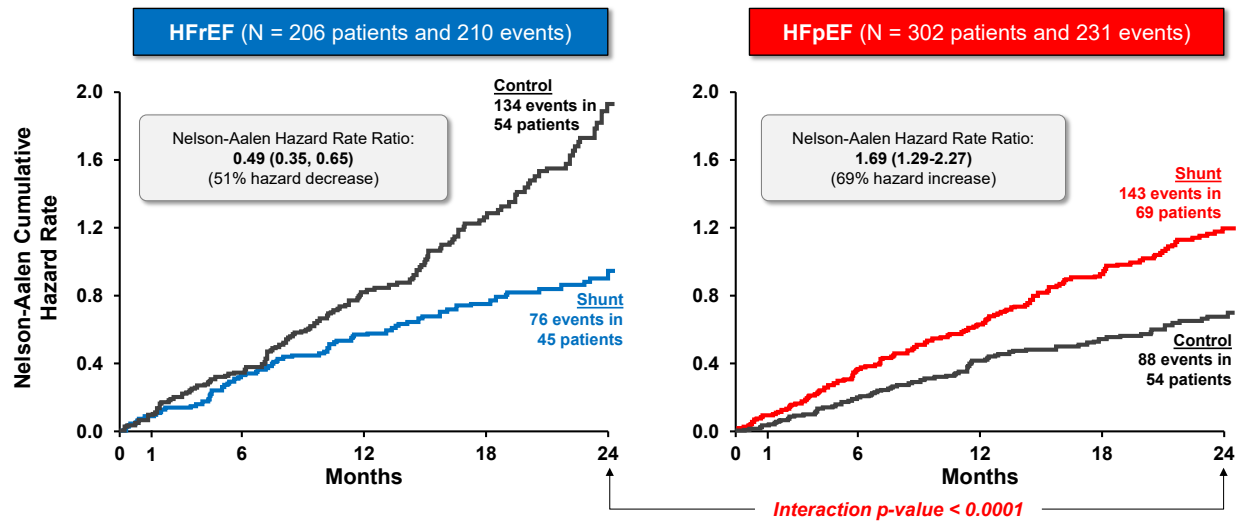 HFrEF (N = 206 patients and 210 events)
Nelson-Aalen Cumulative
Hazard Rate
2.0
1.6
1.2
0.8
0.4
0.0
Nelson-Aalen Hazard Rate Ratio:
0.49 (0.35, 0.65)
(51% hazard decrease)
Control
134 events in
54 patients
Shunt
76 events in
45 patients
0 1 6 12 18 24
Months
HFpEF (N = 302 patients and 231 events)
2.0
1.6
1.2
0.8
0.4
0.0
Nelson-Aalen Hazard Rate Ratio:
1.69 (1.29-2.27)
(69% hazard increase)
Shunt
143 events in
69 patients
Control
88 events in
54 patients
0 1 6 12 18 24
Months
Interaction p-value < 0.0001